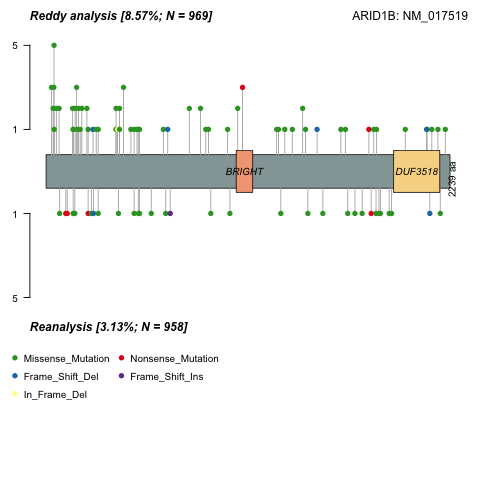 Reddy analysis [8.57%; N = 969]
ARID1B: NM_017519
5
1
BRIGHT
DUF3518
2239 aa
1
5
Reanalysis [3.13%; N = 958]
Missense_Mutation
Nonsense_Mutation
Frame_Shift_Del
Frame_Shift_Ins
In_Frame_Del